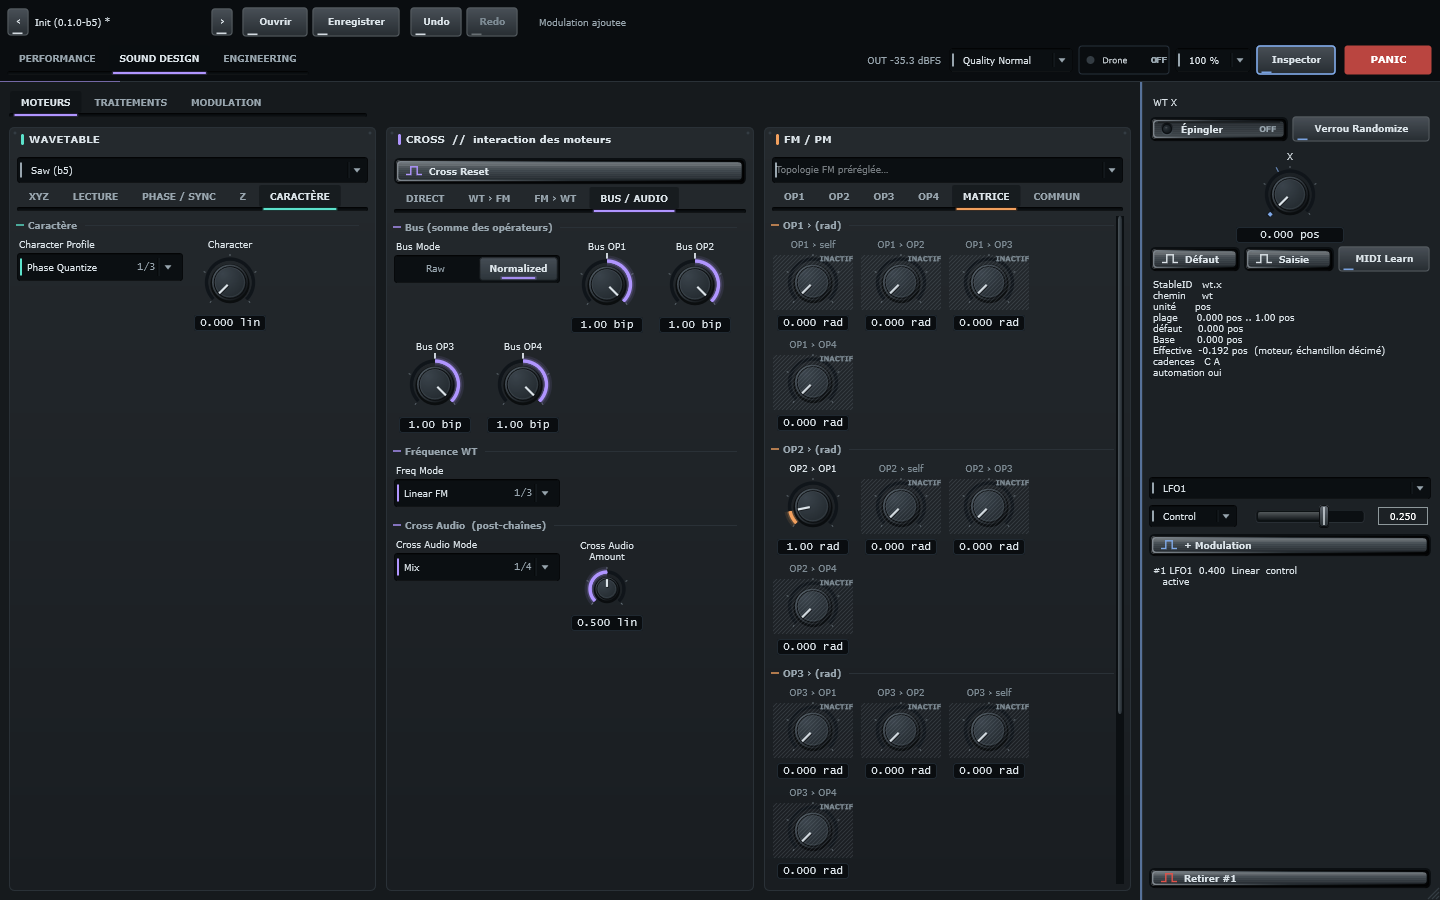 Init (0.1.0-b5) *
Ouvrir
Enregistrer
Undo
Redo
Modulation ajoutee
PERFORMANCE
SOUND DESIGN
ENGINEERING
OUT -35.3 dBFS
Quality Normal
Drone
OFF
100 %
Inspector
PANIC
MOTEURS
TRAITEMENTS
MODULATION
WAVETABLE
Saw (b5)
XYZ
LECTURE
PHASE / SYNC
Z
CARACTÈRE
Caractère
Character Profile
Phase Quantize 1/3
Character
0.000 lin
CROSS // interaction des moteurs
Cross Reset
DIRECT
WT › FM
FM › WT
BUS / AUDIO
Bus (somme des opérateurs)
Bus Mode
Raw
Normalized
Bus OP1
1.00 bip
Bus OP2
1.00 bip
Bus OP3
1.00 bip
Bus OP4
1.00 bip
Fréquence WT
Freq Mode
Linear FM 1/3
Cross Audio (post-chaînes)
Cross Audio Mode
Mix 1/4
Cross Audio
Amount
0.500 lin
FM / PM
Topologie FM préréglée...
OP1
OP2
OP3
OP4
MATRICE
COMMUN
OP1 › (rad)
OP1 › self
INACTIF
0.000 rad
OP1 › OP2
INACTIF
0.000 rad
OP1 › OP3
INACTIF
0.000 rad
OP1 › OP4
INACTIF
0.000 rad
OP2 › (rad)
OP2 › OP1
1.00 rad
OP2 › self
INACTIF
0.000 rad
OP2 › OP3
INACTIF
0.000 rad
OP2 › OP4
INACTIF
0.000 rad
OP3 › (rad)
OP3 › OP1
INACTIF
0.000 rad
OP3 › OP2
INACTIF
0.000 rad
OP3 › self
INACTIF
0.000 rad
OP3 › OP4
INACTIF
0.000 rad
WT X
Épingler OFF
Verrou Randomize
X
0.000 pos
Défaut
Saisie
MIDI Learn
StableID wt.x
chemin wt
unité pos
plage 0.000 pos .. 1.00 pos
défaut 0.000 pos
Base 0.000 pos
Effective -0.192 pos (moteur, échantillon décimé)
cadences C A
automation oui
LFO1
Control
0.250
+ Modulation
#1 LFO1 0.400 Linear control
active
Retirer #1